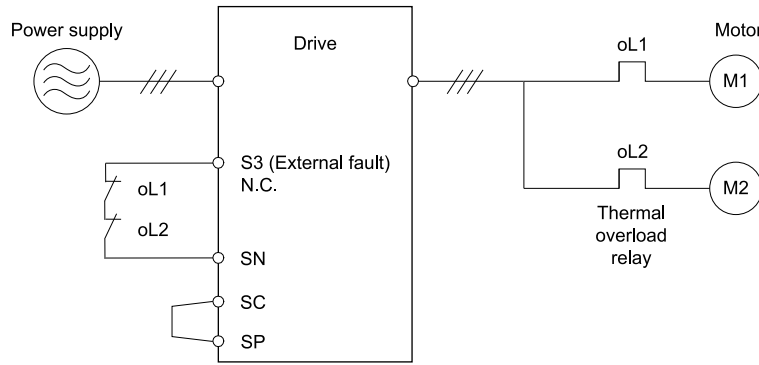 Power supply
Drive
oL1
Motor
M1
S3 (External fault)
N.C.
oL1
oL2
oL2
M2
Thermal
overload
relay
SN
SC
SP